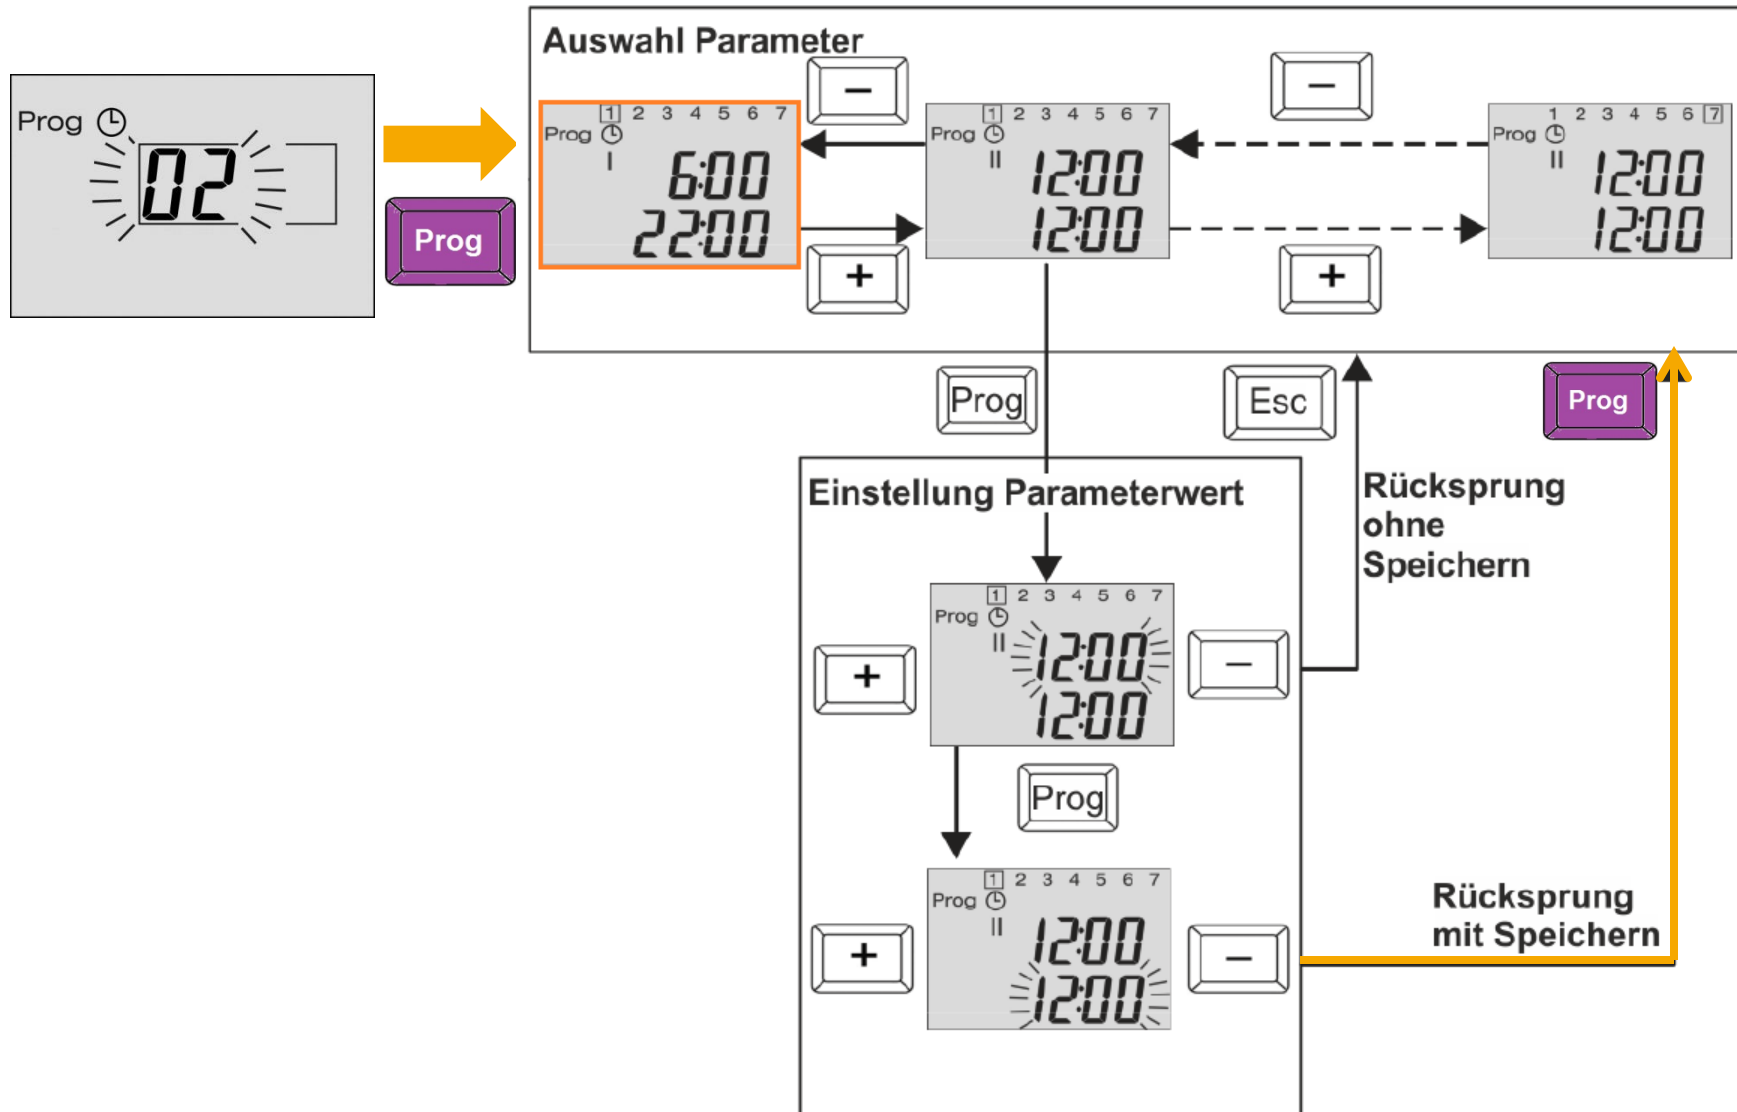 Auswahl Parameter
Prog
02
Prog
−
−
1 2 3 4 5 6 7
Prog
I
6:00
22:00
1 2 3 4 5 6 7
Prog
II
12:00
12:00
1 2 3 4 5 6 7
Prog
II
12:00
12:00
+
+
Prog
Esc
Prog
Einstellung Parameterwert
Rücksprung
ohne
Speichern
1 2 3 4 5 6 7
Prog
II
12:00
12:00
+
−
Prog
1 2 3 4 5 6 7
Prog
II
12:00
12:00
+
−
Rücksprung
mit Speichern